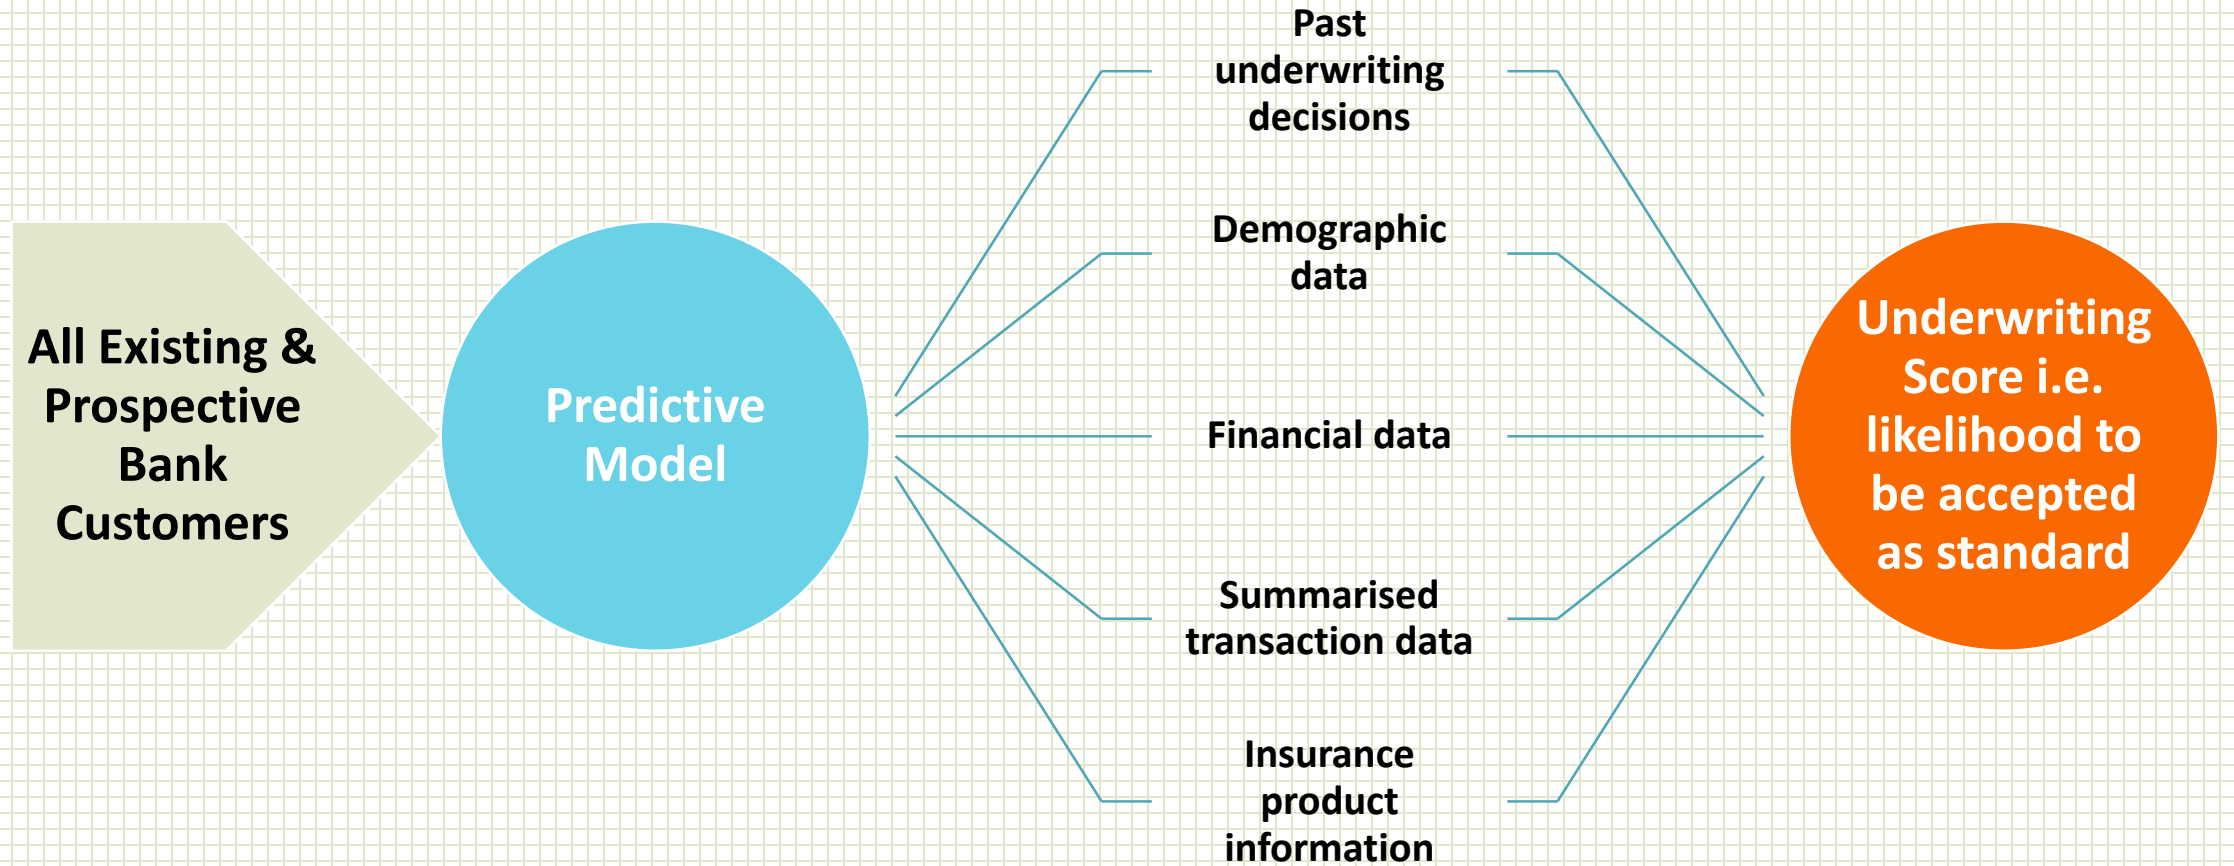 All Existing &
Prospective
Bank
Customers
Predictive
Model
Past
underwriting
decisions
Demographic
data
Financial data
Summarised
transaction data
Insurance
product
information
Underwriting
Score i.e.
likelihood to
be accepted
as standard